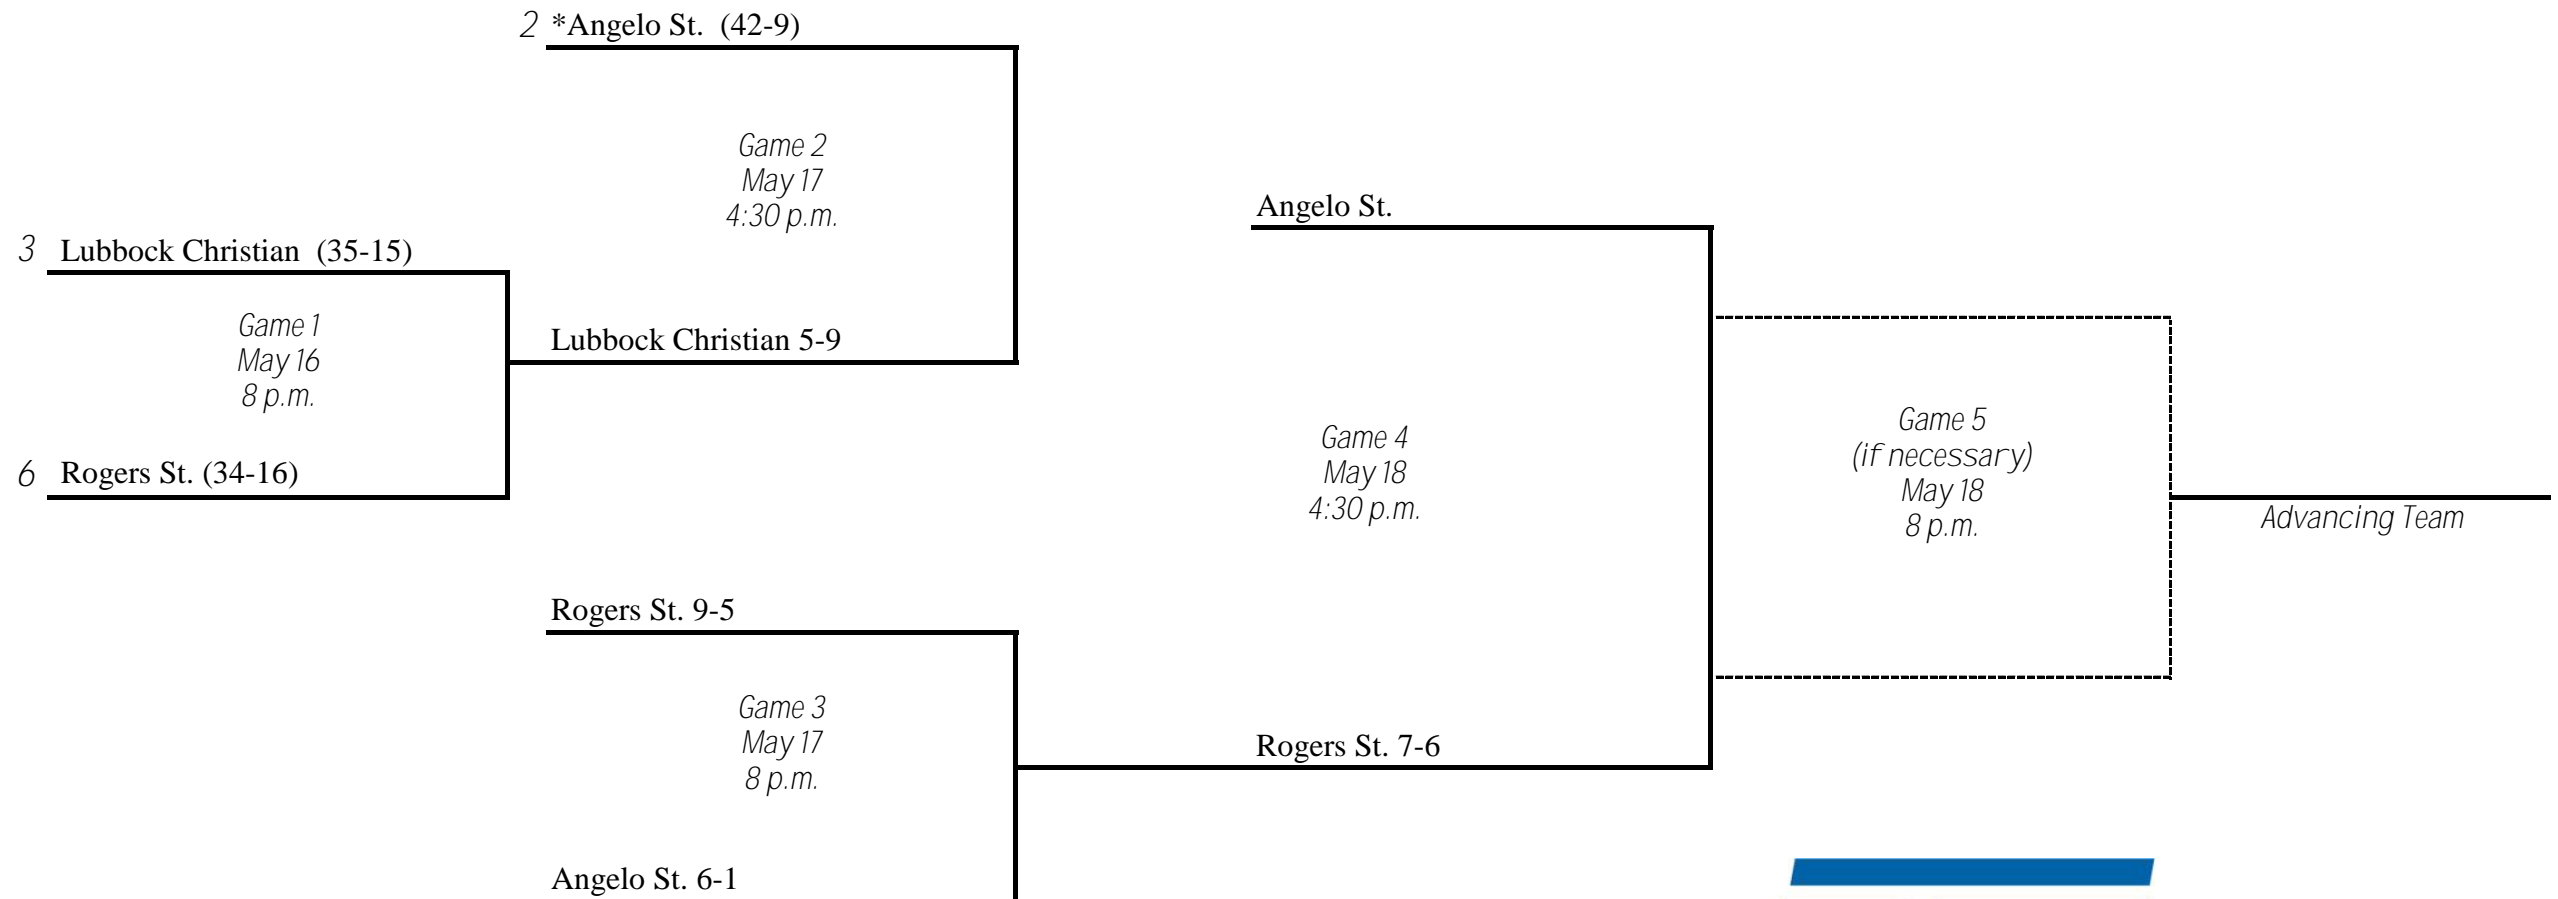 2 *Angelo St. (42-9)
Game 2
May 17
4:30 p.m.
3 Lubbock Christian (35-15)
Game 1
May 16
8 p.m.
Lubbock Christian 5-9
6 Rogers St. (34-16)
Angelo St.
Game 4
May 18
4:30 p.m.
Game 5
(if necessary)
May 18
8 p.m.
Advancing Team
Rogers St. 9-5
Game 3
May 17
8 p.m.
Rogers St. 7-6
Angelo St. 6-1